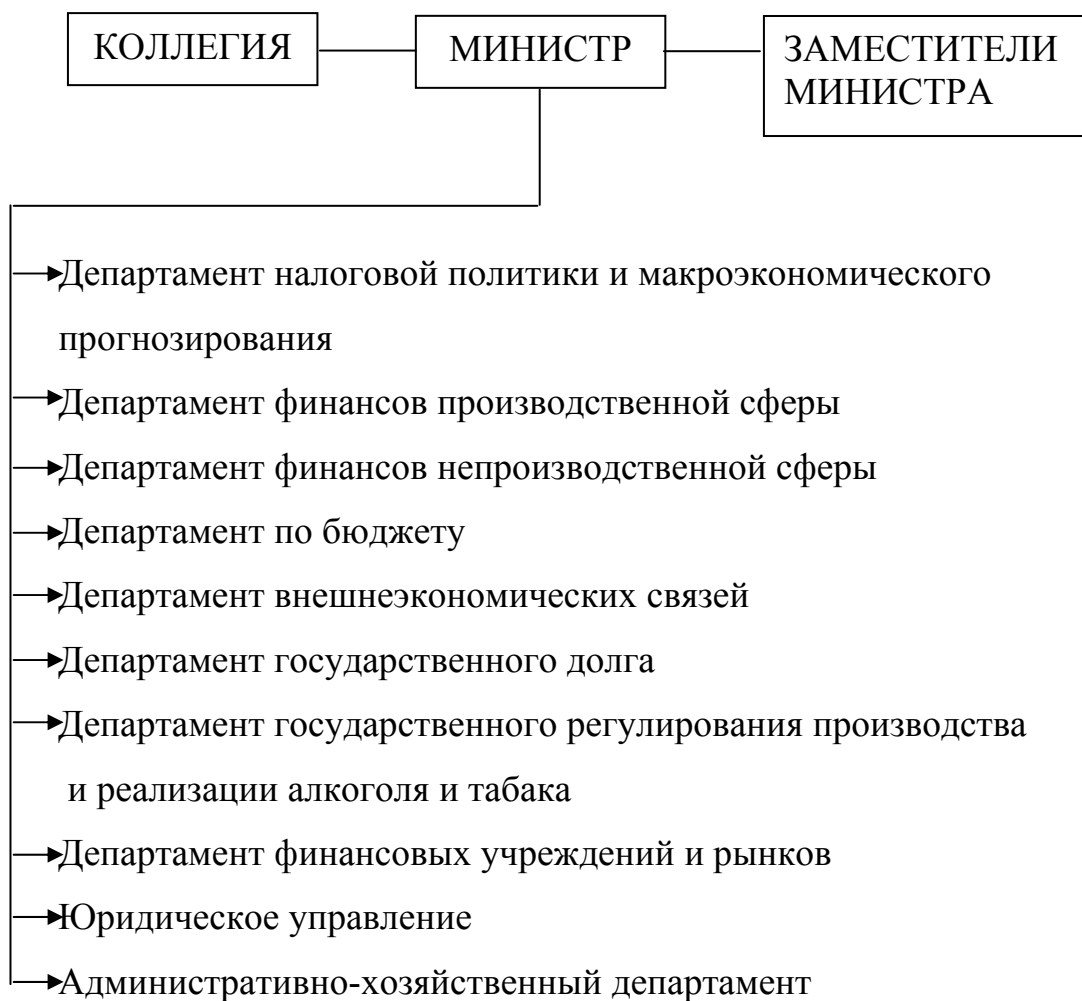 КОЛЛЕГИЯ
МИНИСТР
ЗАМЕСТИТЕЛИ
МИНИСТРА
Департамент налоговой политики и макроэкономического
прогнозирования
Департамент финансов производственной сферы
Департамент финансов непроизводственной сферы
Департамент по бюджету
Департамент внешнеэкономических связей
Департамент государственного долга
Департамент государственного регулирования производства
и реализации алкоголя и табака
Департамент финансовых учреждений и рынков
Юридическое управление
Административно-хозяйственный департамент